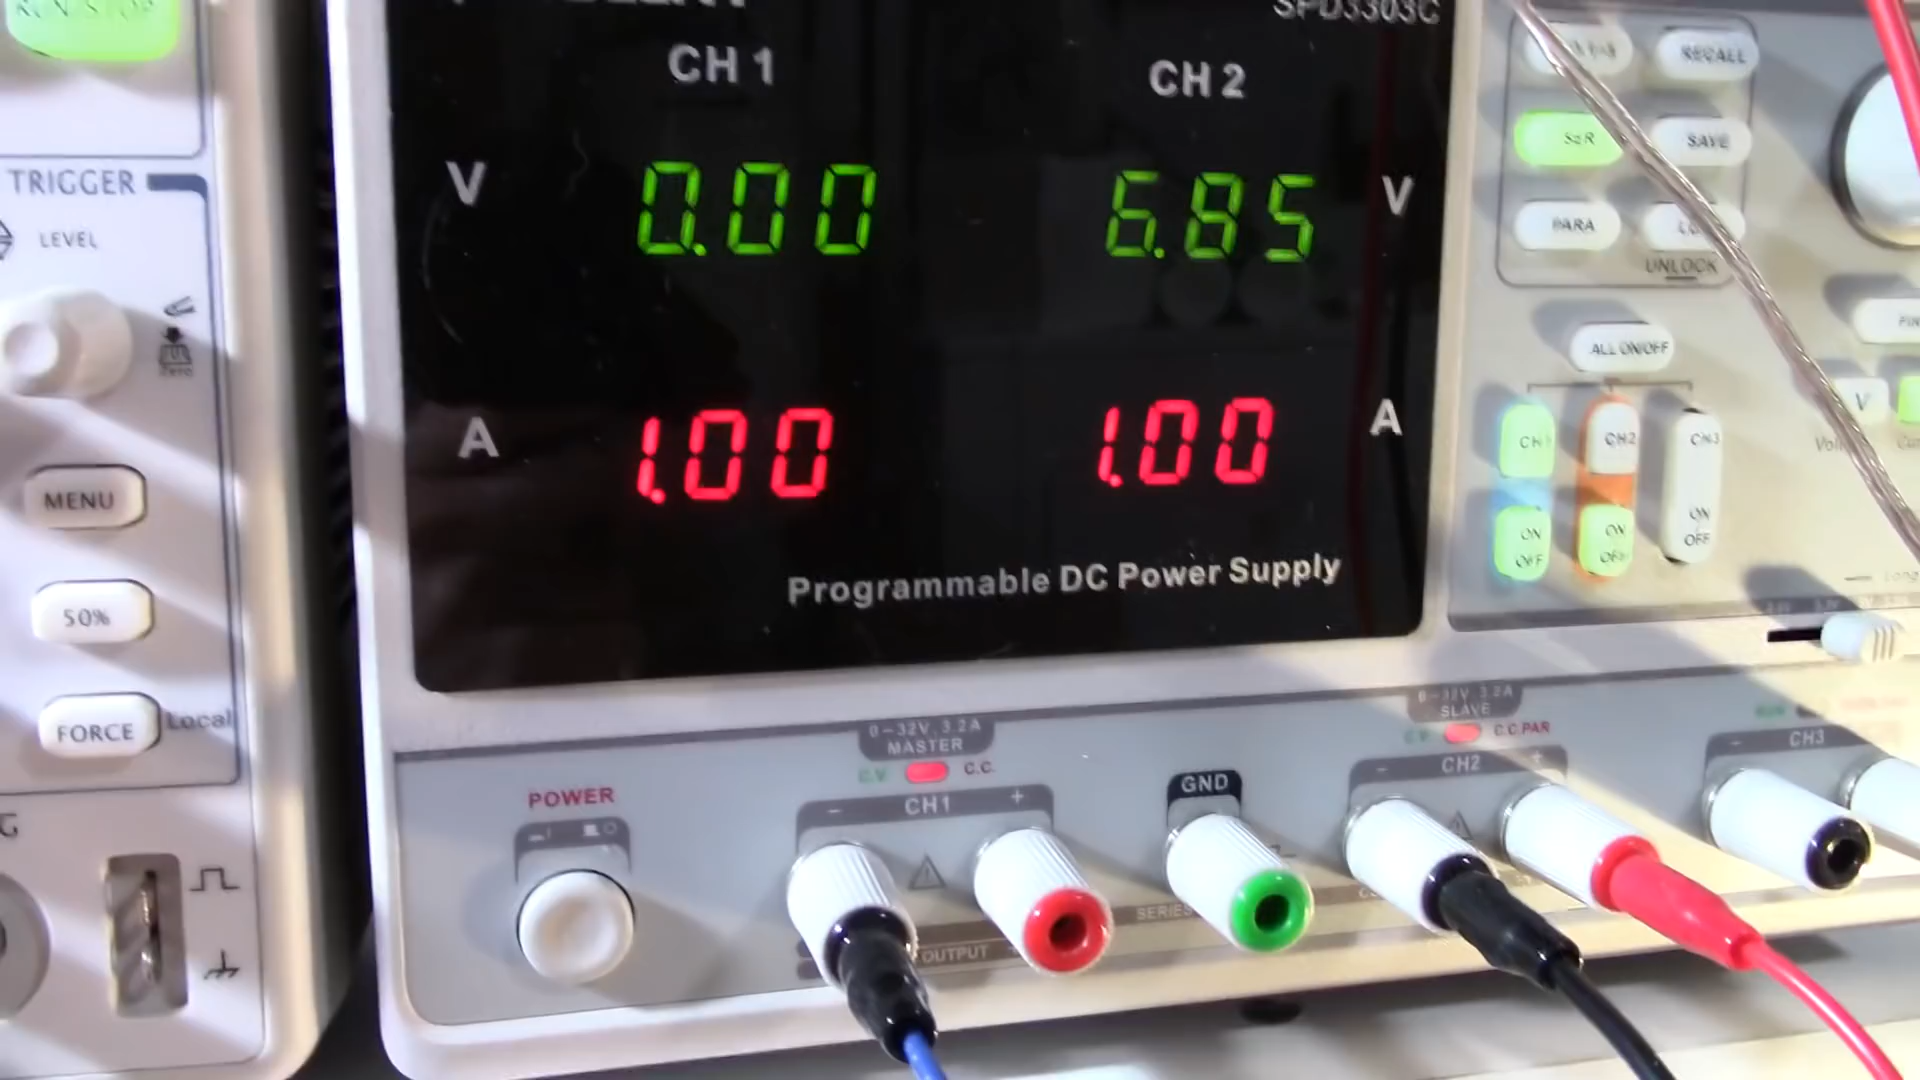 SPD3303C
CH 1
CH 2
V
0.00
6.85
V
A
1.00
1.00
A
Programmable DC Power Supply
TRIGGER
LEVEL
Zero
MENU
50%
FORCE
Local
RECALL
SER
SAVE
PARA
UNLOCK
ALL ON/OFF
CH1
CH2
CH3
ON
OFF
ON
OFF
ON
OFF
V
POWER
0-32V, 3.2A
MASTER
C.V
C.C.
- CH1 +
GND
0-32V, 3.2A
SLAVE
C.V
C.C.PAR
- CH2 +
- CH3
SERIES
OUTPUT